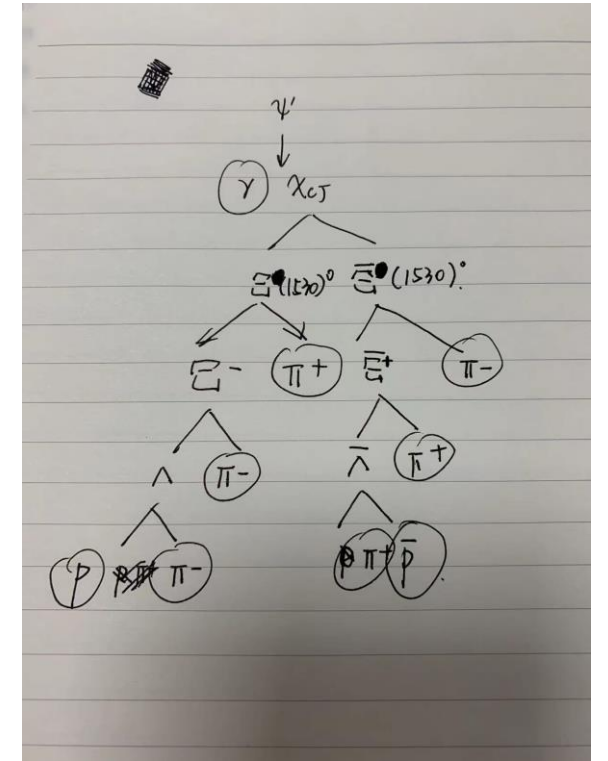 ψ'
γ χcJ
Ξ(1530)⁰ Ξ̄(1530)⁰.
Ξ⁻ π+ Ξ̄⁺ π-
Λ π- Λ̄ π+
p π- π+ p̄